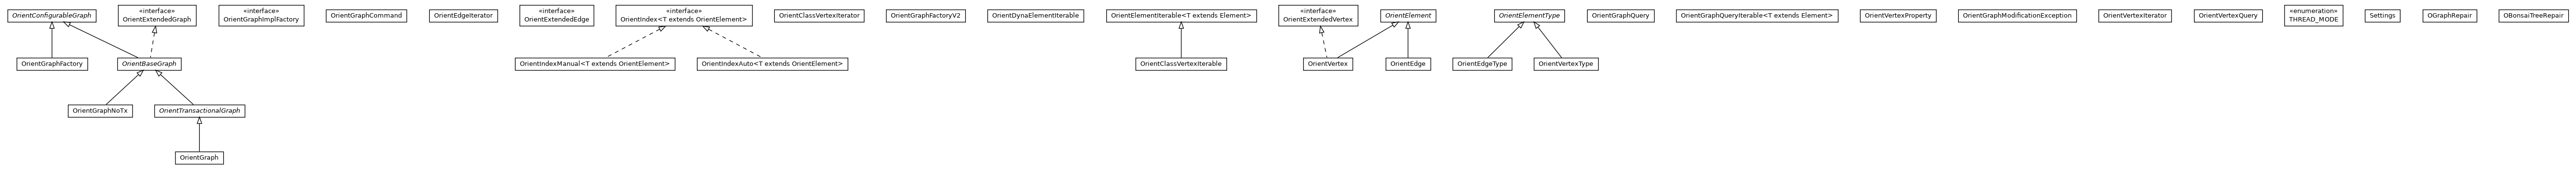 OrientConfigurableGraph
«interface»
OrientExtendedGraph
«interface»
OrientGraphImplFactory
OrientGraphCommand
OrientEdgeIterator
«interface»
OrientExtendedEdge
«interface»
OrientIndex<T extends OrientElement>
OrientClassVertexIterator
OrientGraphFactoryV2
OrientDynaElementIterable
OrientElementIterable<T extends Element>
«interface»
OrientExtendedVertex
OrientElement
OrientElementType
OrientGraphQuery
OrientGraphQueryIterable<T extends Element>
OrientVertexProperty
OrientGraphModificationException
OrientVertexIterator
OrientVertexQuery
«enumeration»
THREAD_MODE
Settings
OGraphRepair
OBonsaiTreeRepair
OrientGraphFactory
OrientBaseGraph
OrientIndexManual<T extends OrientElement>
OrientIndexAuto<T extends OrientElement>
OrientClassVertexIterable
OrientVertex
OrientEdge
OrientEdgeType
OrientVertexType
OrientGraphNoTx
OrientTransactionalGraph
OrientGraph